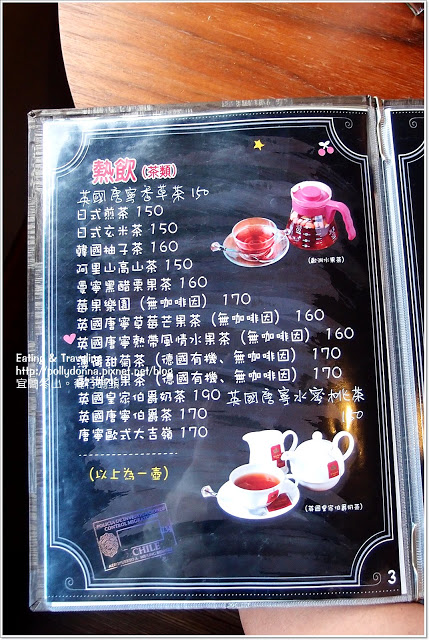 熱飲(茶類)
英國唐寧香草茶 150
日式煎茶 150
日式玄米茶 150
韓國柚子茶 160
阿里山高山茶 150
曼寧黑醋栗果茶 160
莓果樂園(無咖啡因) 170
英國唐寧草莓芒果茶(無咖啡因) 160
英國唐寧熱帶風情水果茶(無咖啡因) 160
甜菊茶(德國有機、無咖啡因) 170
果茶(德國有機、無咖啡因) 170
英國皇家伯爵奶茶 190
英國唐寧水蜜桃茶
150
英國唐寧伯爵茶 170
唐寧歐式大吉嶺 170
(以上為一壺)
(英國皇家伯爵奶茶)
Eating & Traveling
http://pollydonna.pixnet.net/blog
CHILE
3